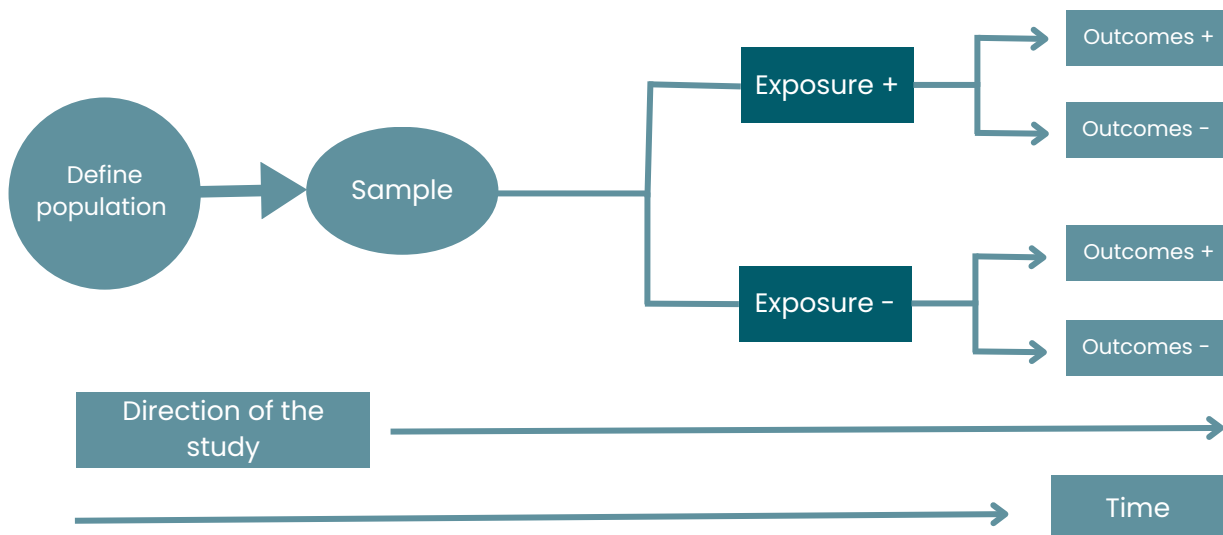 Define
population
Sample
Exposure +
Outcomes +
Outcomes -
Exposure -
Outcomes +
Outcomes -
Direction of the
study
Time